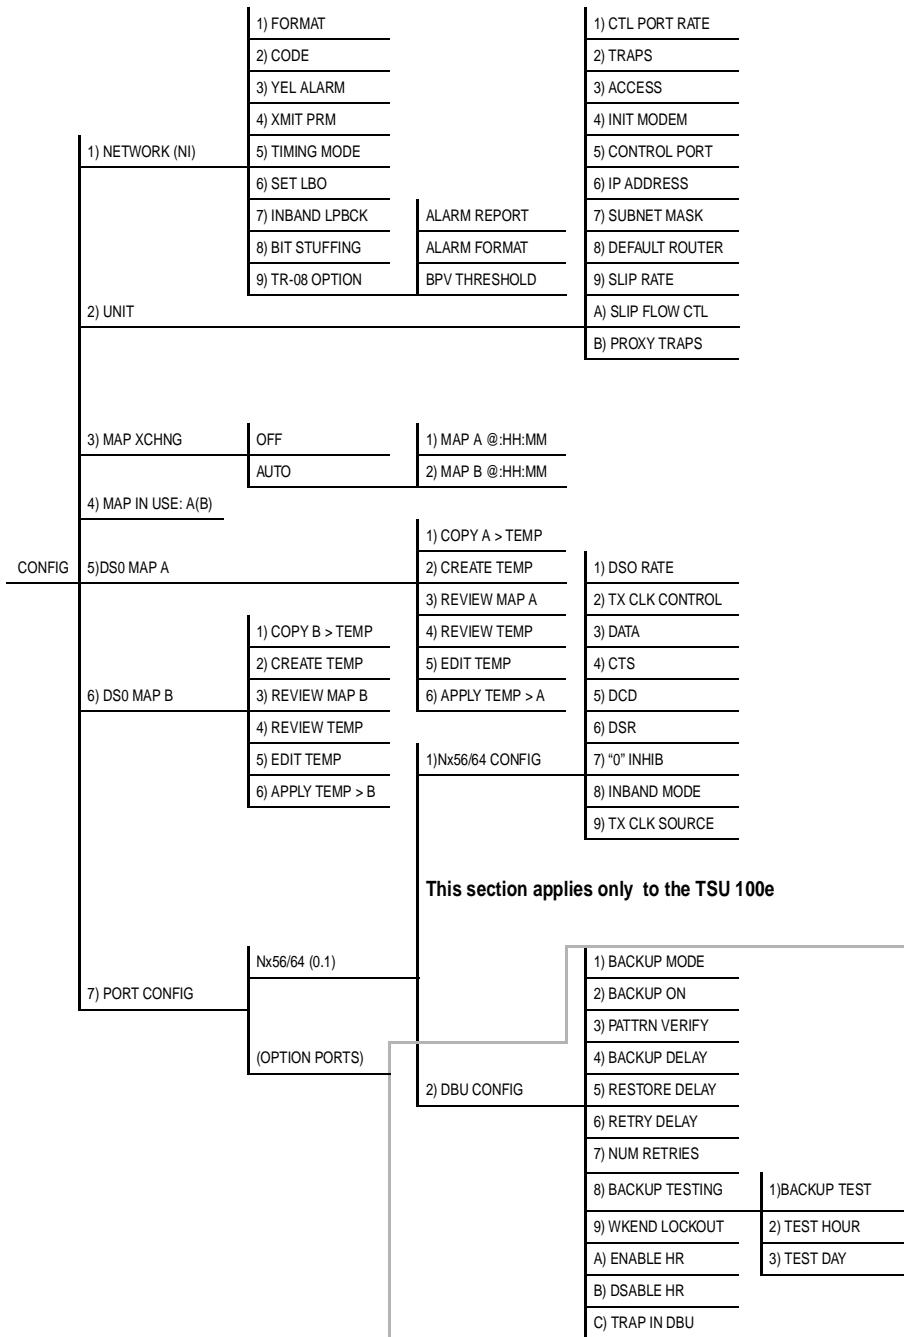 CONFIG
1) NETWORK (NI)
1) FORMAT
2) CODE
3) YEL ALARM
4) XMIT PRM
5) TIMING MODE
6) SET LBO
7) INBAND LPBCK
8) BIT STUFFING
9) TR-08 OPTION
ALARM REPORT
ALARM FORMAT
BPV THRESHOLD
2) UNIT
1) CTL PORT RATE
2) TRAPS
3) ACCESS
4) INIT MODEM
5) CONTROL PORT
6) IP ADDRESS
7) SUBNET MASK
8) DEFAULT ROUTER
9) SLIP RATE
A) SLIP FLOW CTL
B) PROXY TRAPS
3) MAP XCHNG
OFF
AUTO
1) MAP A @:HH:MM
2) MAP B @:HH:MM
4) MAP IN USE: A(B)
5)DS0 MAP A
1) COPY A > TEMP
2) CREATE TEMP
3) REVIEW MAP A
4) REVIEW TEMP
5) EDIT TEMP
6) APPLY TEMP > A
6) DS0 MAP B
1) COPY B > TEMP
2) CREATE TEMP
3) REVIEW MAP B
4) REVIEW TEMP
5) EDIT TEMP
6) APPLY TEMP > B
7) PORT CONFIG
Nx56/64 (0.1)
(OPTION PORTS)
1)Nx56/64 CONFIG
1) DSO RATE
2) TX CLK CONTROL
3) DATA
4) CTS
5) DCD
6) DSR
7) “0” INHIB
8) INBAND MODE
9) TX CLK SOURCE
This section applies only to the TSU 100e
2) DBU CONFIG
1) BACKUP MODE
2) BACKUP ON
3) PATTRN VERIFY
4) BACKUP DELAY
5) RESTORE DELAY
6) RETRY DELAY
7) NUM RETRIES
8) BACKUP TESTING
9) WKEND LOCKOUT
A) ENABLE HR
B) DSABLE HR
C) TRAP IN DBU
1)BACKUP TEST
2) TEST HOUR
3) TEST DAY